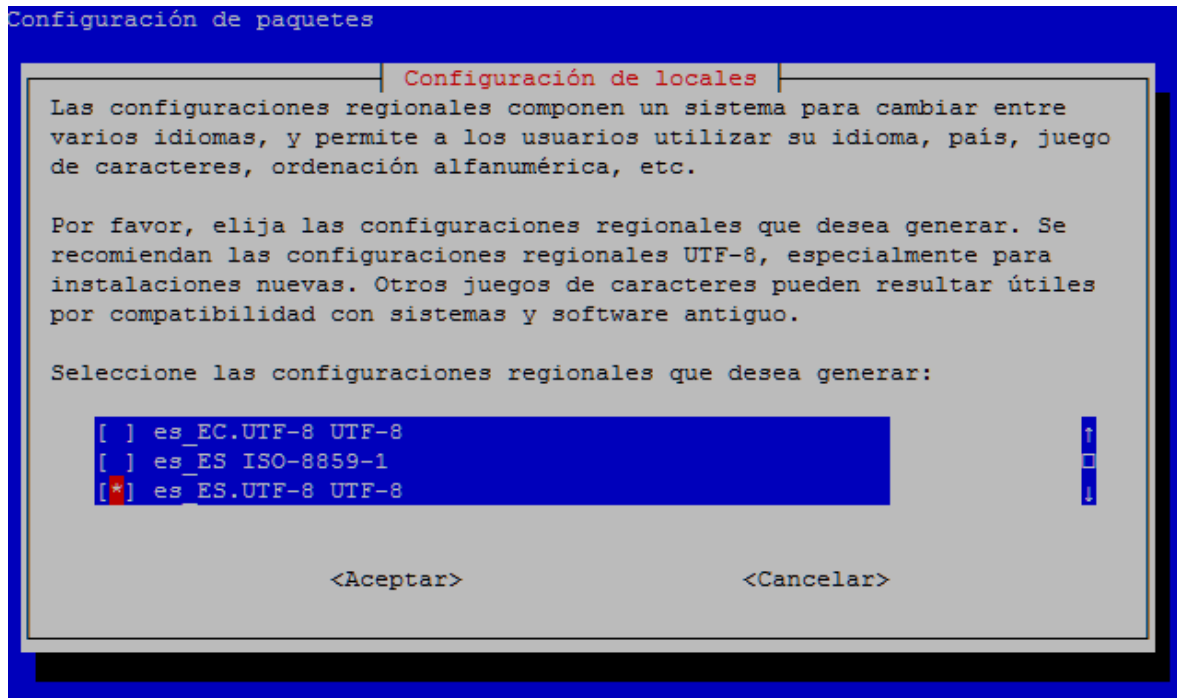 Configuración de paquetes
Configuración de locales
Las configuraciones regionales componen un sistema para cambiar entre
varios idiomas, y permite a los usuarios utilizar su idioma, país, juego
de caracteres, ordenación alfanumérica, etc.
Por favor, elija las configuraciones regionales que desea generar. Se
recomiendan las configuraciones regionales UTF-8, especialmente para
instalaciones nuevas. Otros juegos de caracteres pueden resultar útiles
por compatibilidad con sistemas y software antiguo.
Seleccione las configuraciones regionales que desea generar:
[ ] es_EC.UTF-8 UTF-8
[ ] es_ES ISO-8859-1
[*] es_ES.UTF-8 UTF-8
<Aceptar> <Cancelar>